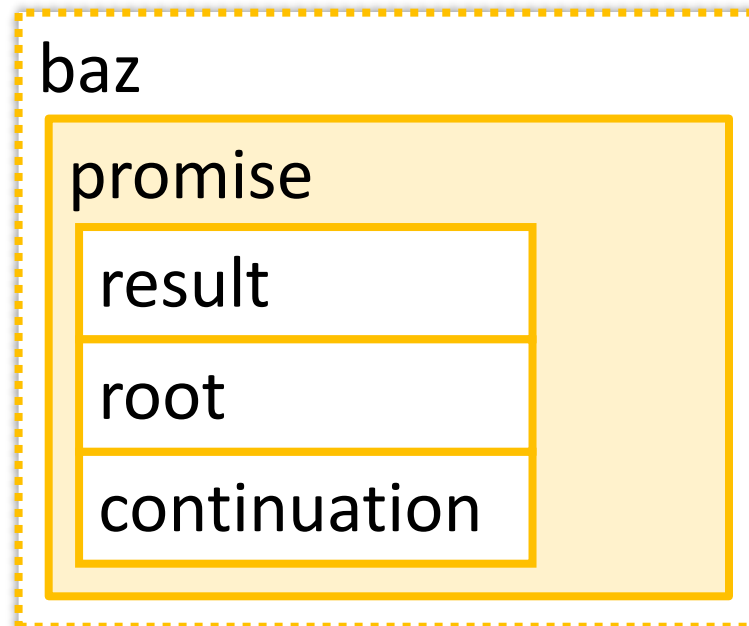 baz
promise
result
root
continuation